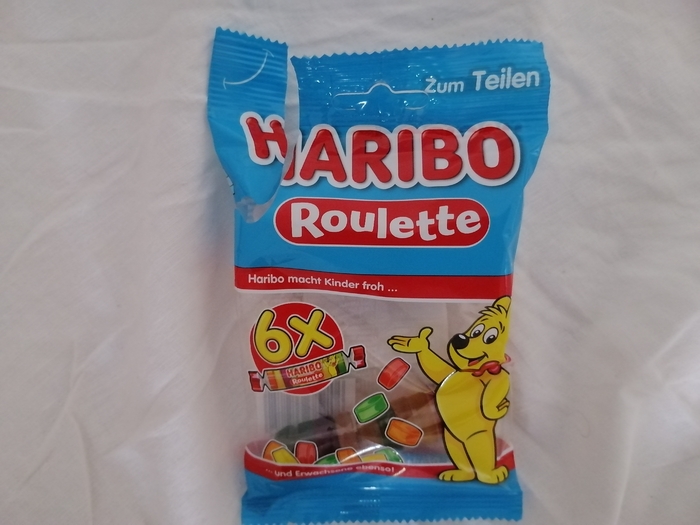 Zum Teilen
HARIBO
Roulette
Haribo macht Kinder froh ...
6X
HARIBO
Roulette
... und Erwachsene ebenso!